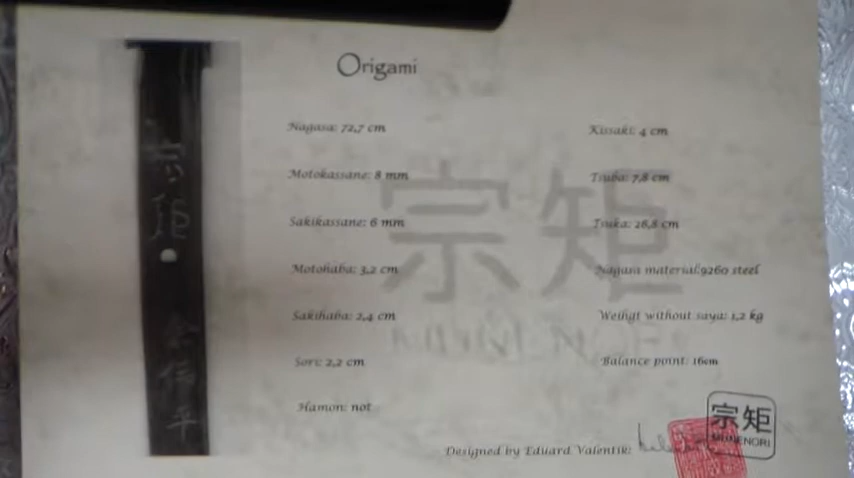 Origami
Nagasa: 72,7 cm
Motokassane: 8 mm
Sakikassane: 6 mm
Motohaba: 3,2 cm
Sakihaba: 2,4 cm
Sori: 2,2 cm
Hamon: not
Kissaki: 4 cm
Tsuba: 7,8 cm
Tsuka: 26,8 cm
Nagasa material:9260 steel
Weihgt without saya: 1,2 kg
Balance point: 16cm
宗矩
MUNENORI
Designed by Eduard Valentik:
宗矩
MUNENORI